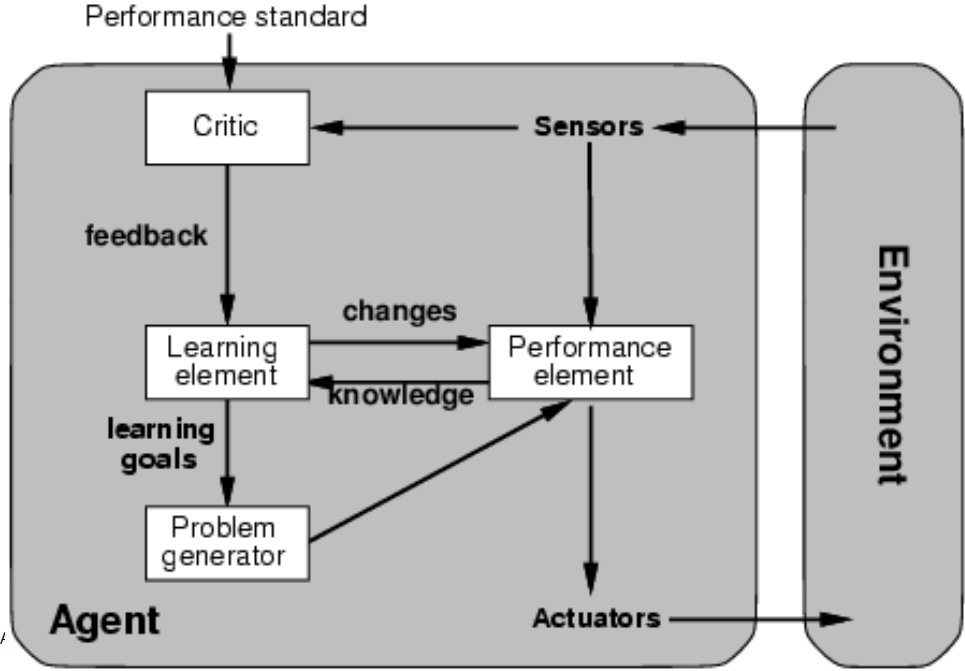 Performance standard
Critic
Sensors
feedback
changes
Learning
element
Performance
element
knowledge
learning
goals
Problem
generator
Agent
Actuators
Environment